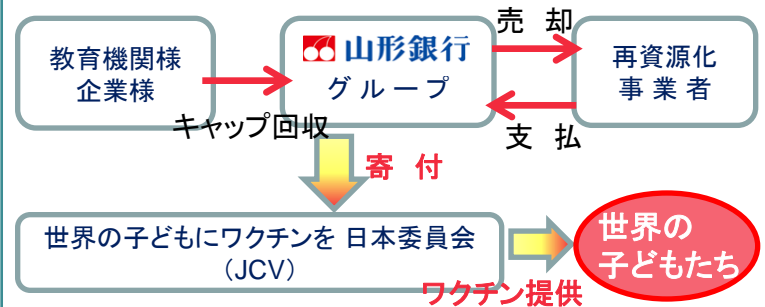 教育機関様
企業様
キャップ回収
山形銀行
グループ
売 却
支 払
再資源化
事業者
寄 付
世界の子どもにワクチンを 日本委員会
（JCV）
ワクチン提供
世界の
子どもたち